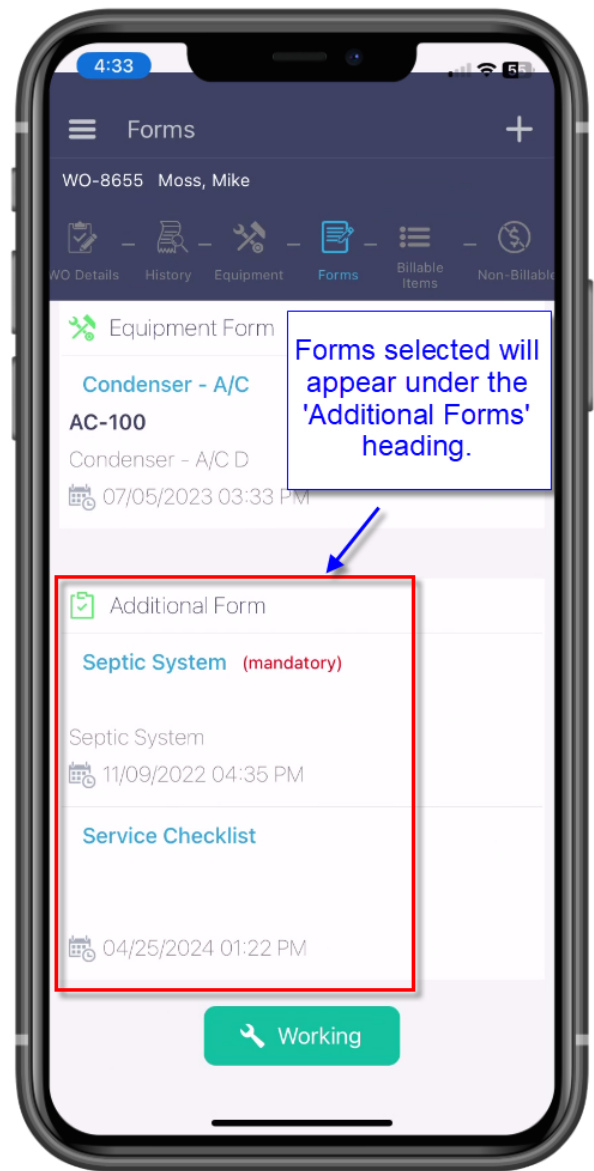 4:33
55
Forms
WO-8655 Moss, Mike
WO Details History Equipment Forms Billable Items Non-Billable
Equipment Form
Forms selected will
appear under the
'Additional Forms'
heading.
Condenser - A/C
AC-100
Condenser - A/C D
07/05/2023 03:33 PM
Additional Form
Septic System (mandatory)
Septic System
11/09/2022 04:35 PM
Service Checklist
04/25/2024 01:22 PM
Working